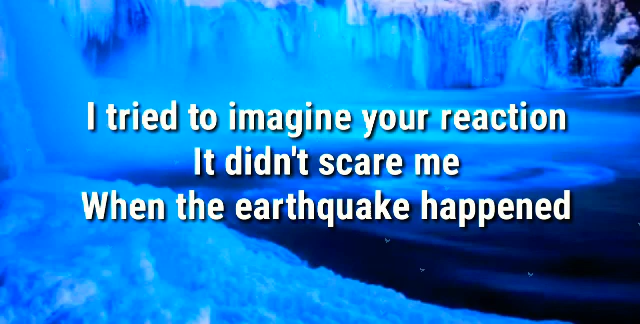 I tried to imagine your reaction
It didn't scare me
When the earthquake happened